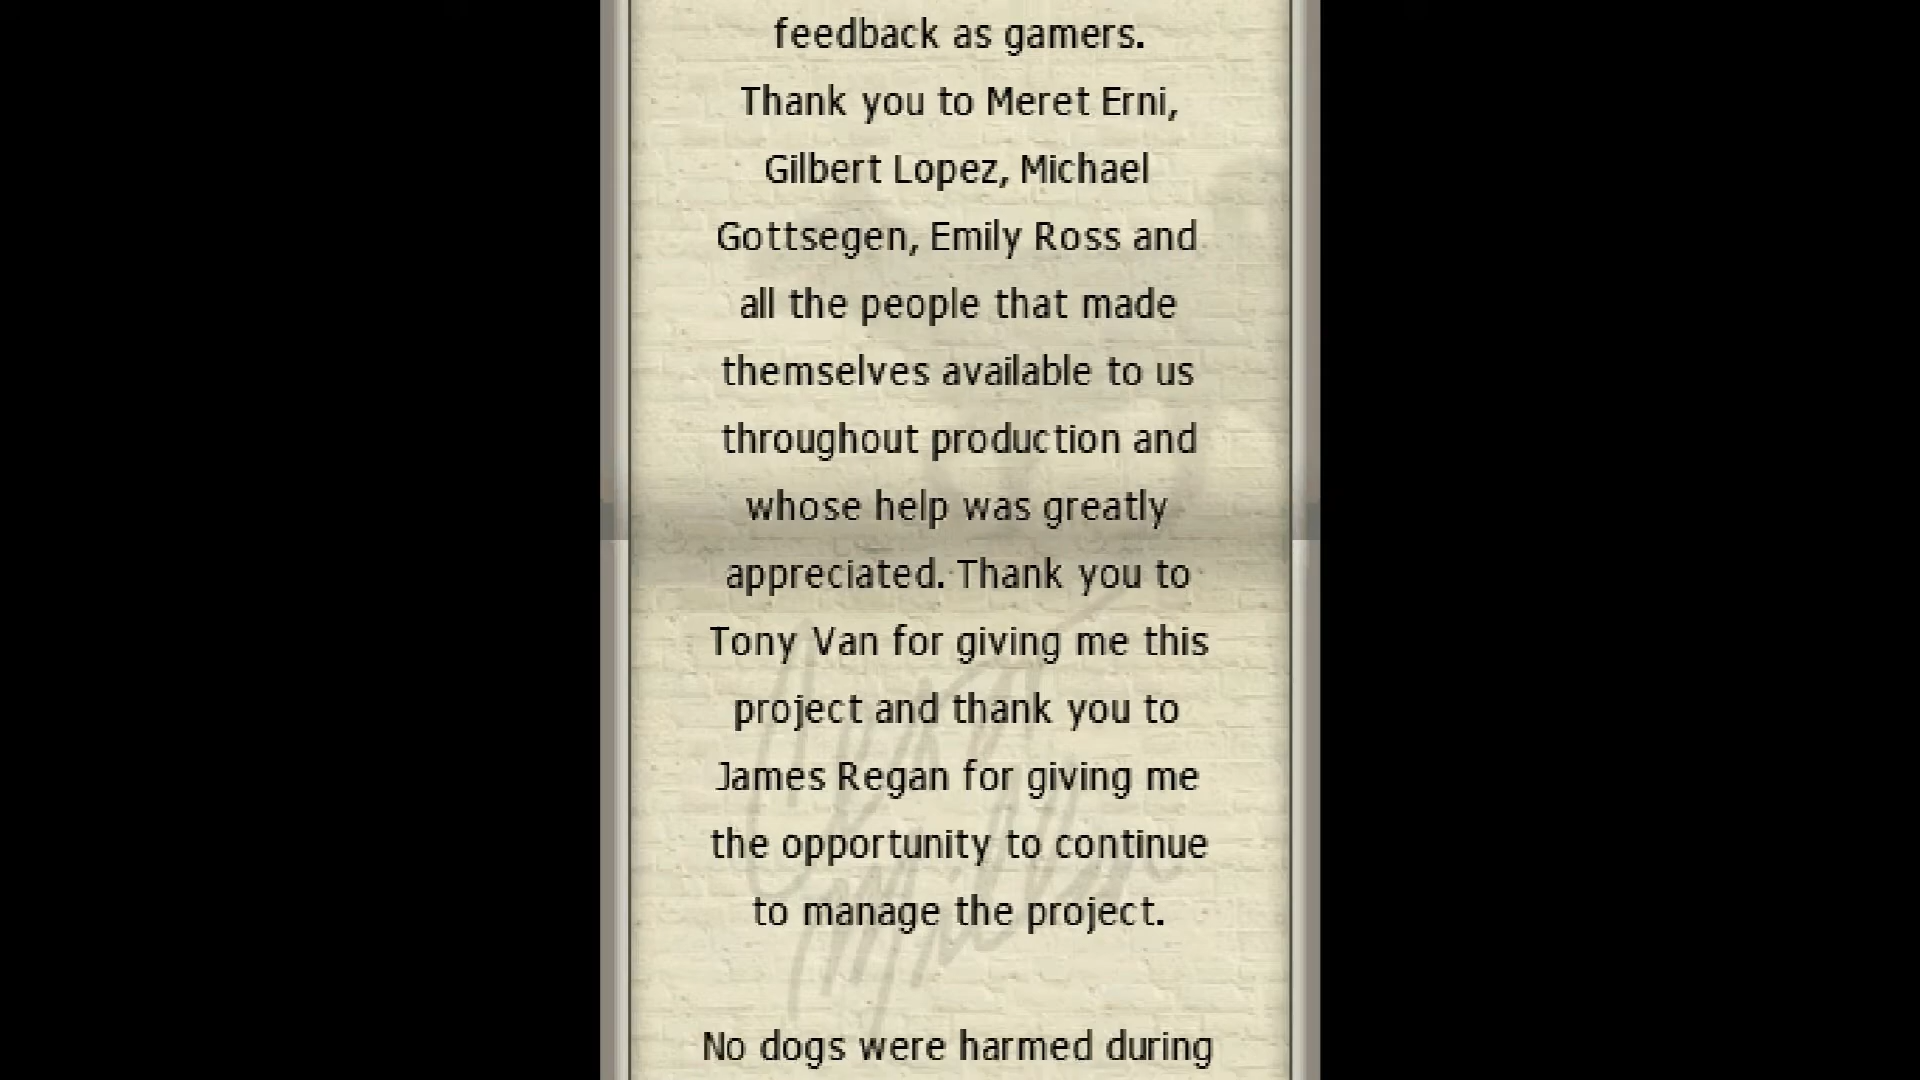 feedback as gamers.
Thank you to Meret Erni,
Gilbert Lopez, Michael
Gottsegen, Emily Ross and
all the people that made
themselves available to us
throughout production and
whose help was greatly
appreciated. Thank you to
Tony Van for giving me this
project and thank you to
James Regan for giving me
the opportunity to continue
to manage the project.
No dogs were harmed during